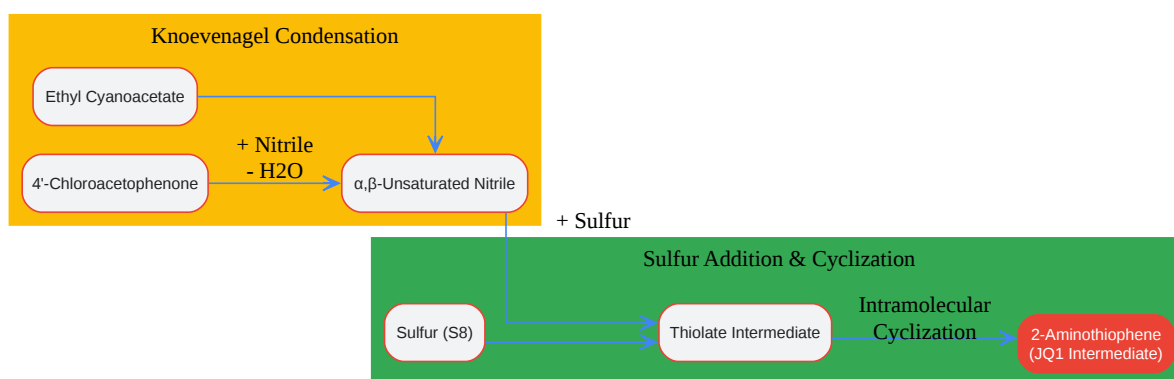 Knoevenagel Condensation
Ethyl Cyanoacetate
+ Nitrile
- H2O
4'-Chloroacetophenone
α,β-Unsaturated Nitrile
+ Sulfur
Sulfur Addition & Cyclization
Sulfur (S8)
Thiolate Intermediate
Intramolecular
Cyclization
2-Aminothiophene
(JQ1 Intermediate)